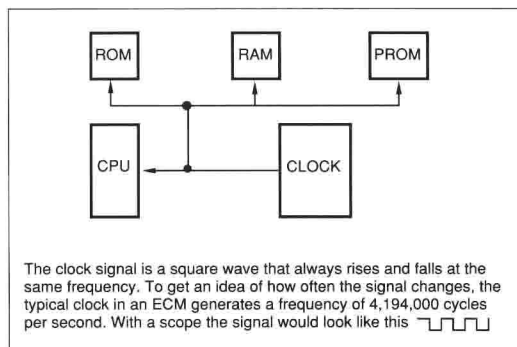 ROM RAM PROM
CPU CLOCK
The clock signal is a square wave that always rises and falls at the
same frequency. To get an idea of how often the signal changes, the
typical clock in an ECM generates a frequency of 4,194,000 cycles
per second. With a scope the signal would look like this